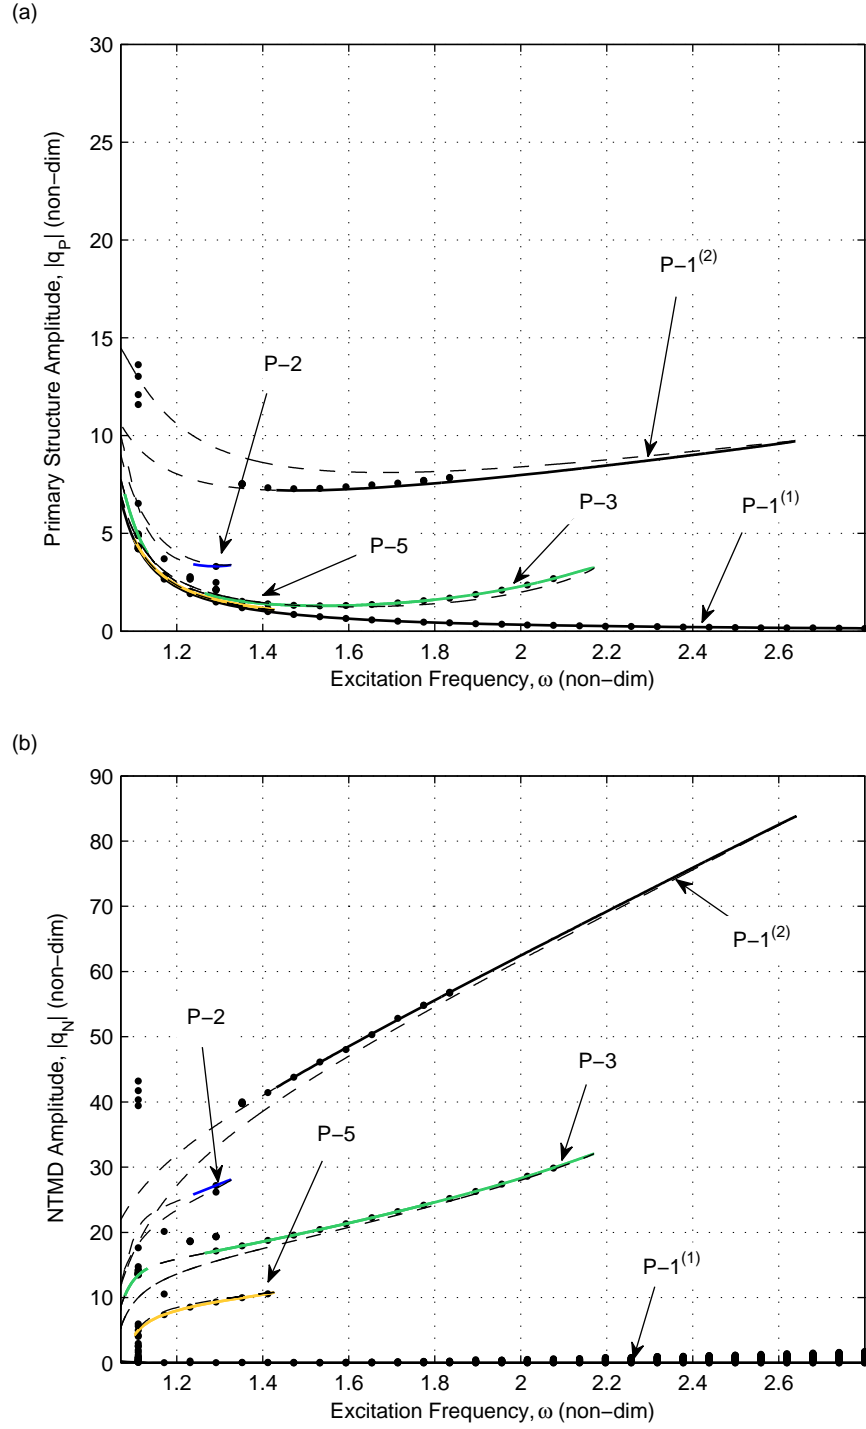 (a)
30
25
20
15
10
5
0
Primary Structure Amplitude, |q_P| (non−dim)
P−1^(2)
P−2
P−3
P−1^(1)
P−5
1.2 1.4 1.6 1.8 2 2.2 2.4 2.6
Excitation Frequency, ω (non−dim)
(b)
90
80
70
60
50
40
30
20
10
0
NTMD Amplitude, |q_N| (non−dim)
P−1^(2)
P−2
P−3
P−5
P−1^(1)
1.2 1.4 1.6 1.8 2 2.2 2.4 2.6
Excitation Frequency, ω (non−dim)